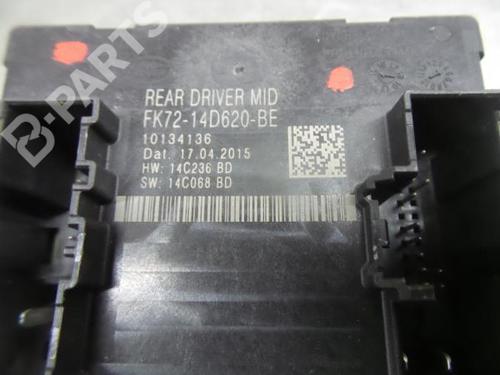 B-PARTS
REAR DRIVER MID
FK72-14D620-BE
10134136
Dat. 17.04.2015
HW: 14C236 BD
SW: 14C068 BD